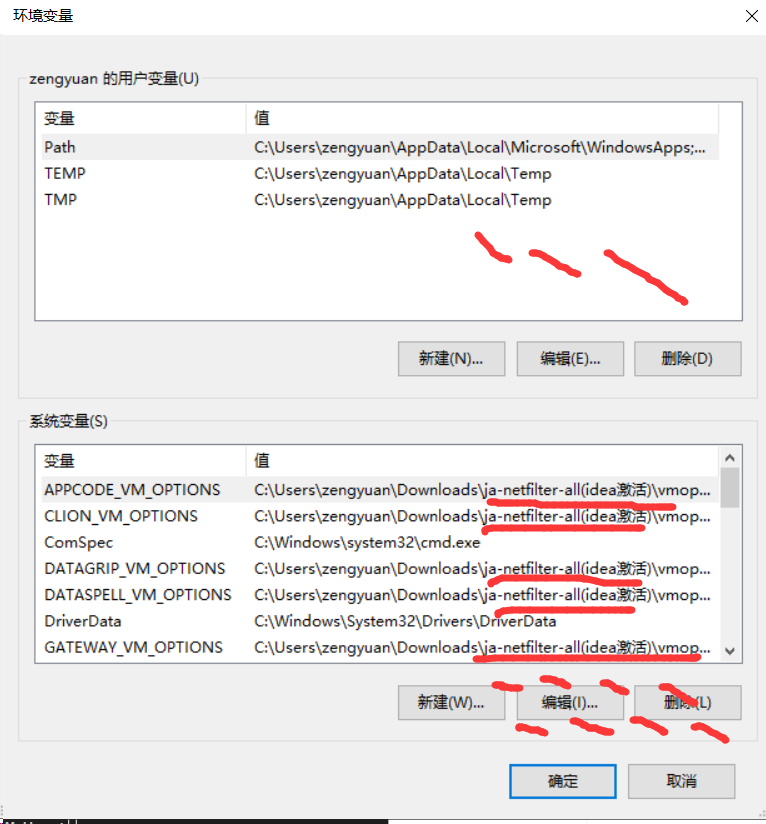 环境变量
zengyuan 的用户变量(U)
变量 值
Path C:\Users\zengyuan\AppData\Local\Microsoft\WindowsApps;...
TEMP C:\Users\zengyuan\AppData\Local\Temp
TMP C:\Users\zengyuan\AppData\Local\Temp
新建(N)... 编辑(E)... 删除(D)
系统变量(S)
变量 值
APPCODE_VM_OPTIONS C:\Users\zengyuan\Downloads\ja-netfilter-all(idea激活)\vmop...
CLION_VM_OPTIONS C:\Users\zengyuan\Downloads\ja-netfilter-all(idea激活)\vmop...
ComSpec C:\Windows\system32\cmd.exe
DATAGRIP_VM_OPTIONS C:\Users\zengyuan\Downloads\ja-netfilter-all(idea激活)\vmop...
DATASPELL_VM_OPTIONS C:\Users\zengyuan\Downloads\ja-netfilter-all(idea激活)\vmop...
DriverData C:\Windows\System32\Drivers\DriverData
GATEWAY_VM_OPTIONS C:\Users\zengyuan\Downloads\ja-netfilter-all(idea激活)\vmop...
新建(W)... 编辑(I)... 删除(L)
确定 取消